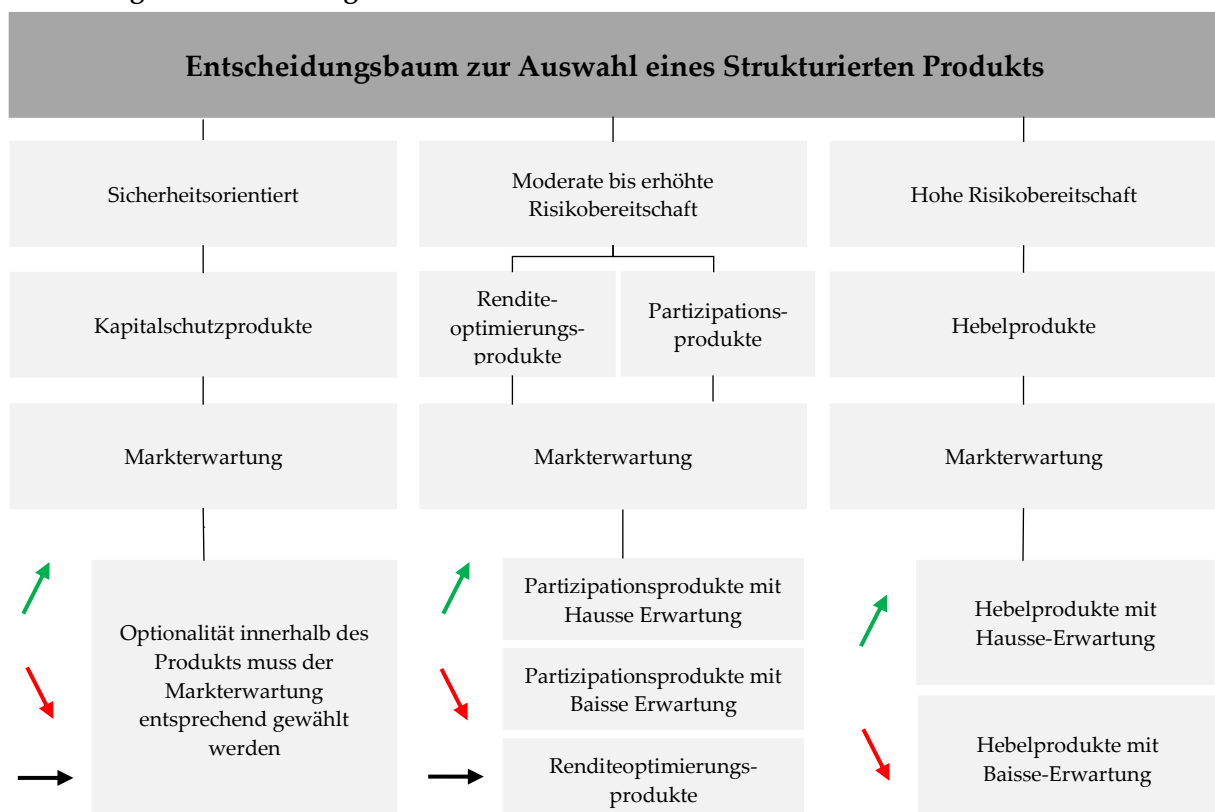 Entscheidungsbaum zur Auswahl eines Strukturierten Produkts
Sicherheitsorientiert
Moderate bis erhöhte
Risikobereitschaft
Hohe Risikobereitschaft
Kapitalschutzprodukte
Rendite-
optimierungs-
produkte
Partizipations-
produkte
Hebelprodukte
Markterwartung
Markterwartung
Markterwartung
Optionalität innerhalb des
Produkts muss der
Markterwartung
entsprechend gewählt
werden
Partizipationsprodukte mit
Hausse Erwartung
Partizipationsprodukte mit
Baisse Erwartung
Renditeoptimierungs-
produkte
Hebelprodukte mit
Hausse-Erwartung
Hebelprodukte mit
Baisse-Erwartung